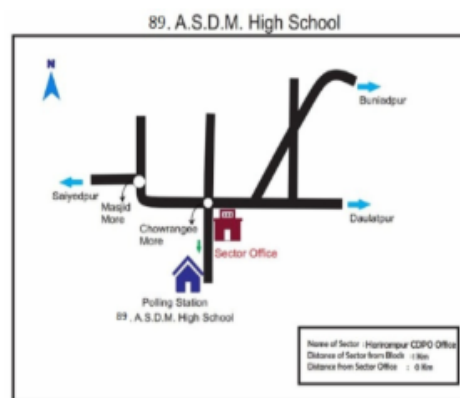 89. A.S.D.M. High School
N
Buniadpur
Saiyedpur
Masjid
More
Chowrangee
More
Daulatpur
Sector Office
Polling Station
89. A.S.D.M. High School
Name of Sector : Harirampur CDPO Office
Distance of Sector from Block : 1 Km
Distance from Sector Office : 0 Km